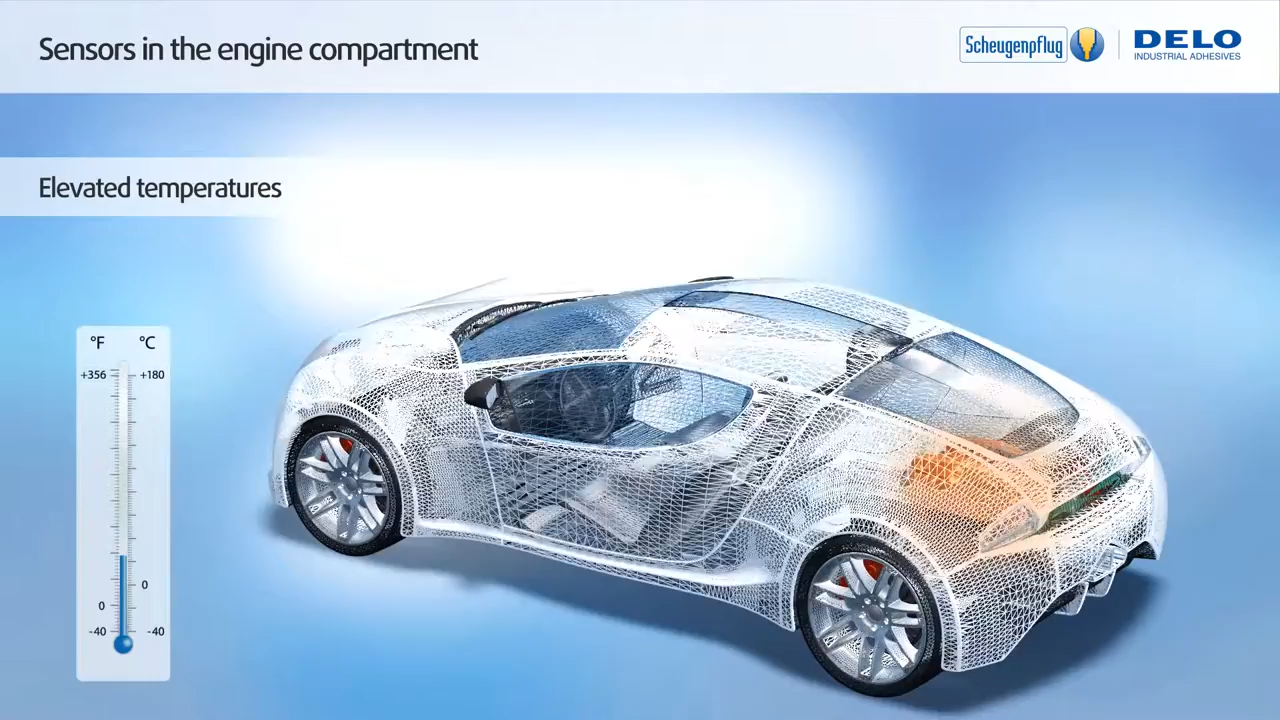 Sensors in the engine compartment
Scheugenpflug
DELO
INDUSTRIAL ADHESIVES
Elevated temperatures
°F °C
+356 +180
0
0
-40 -40